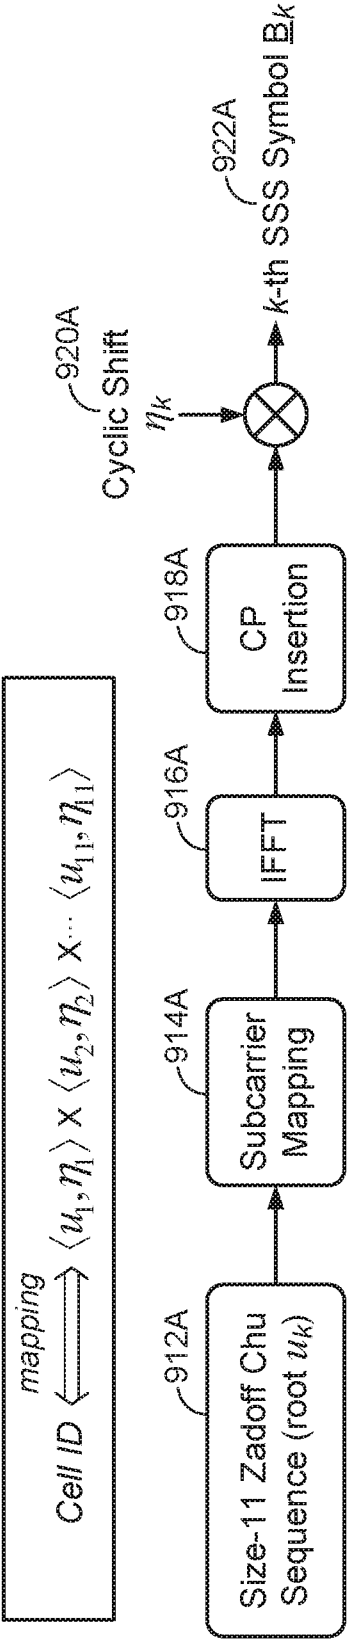 mapping
Cell ID ⟺ ⟨u₁, η₁⟩ x ⟨u₂, η₂⟩ x··· ⟨u₁₁, η₁₁⟩
912A
Size-11 Zadoff Chu
Sequence (root uₖ)
914A
Subcarrier
Mapping
916A
IFFT
918A
CP
Insertion
920A
Cyclic Shift
ηₖ
922A
k-th SSS Symbol Bₖ